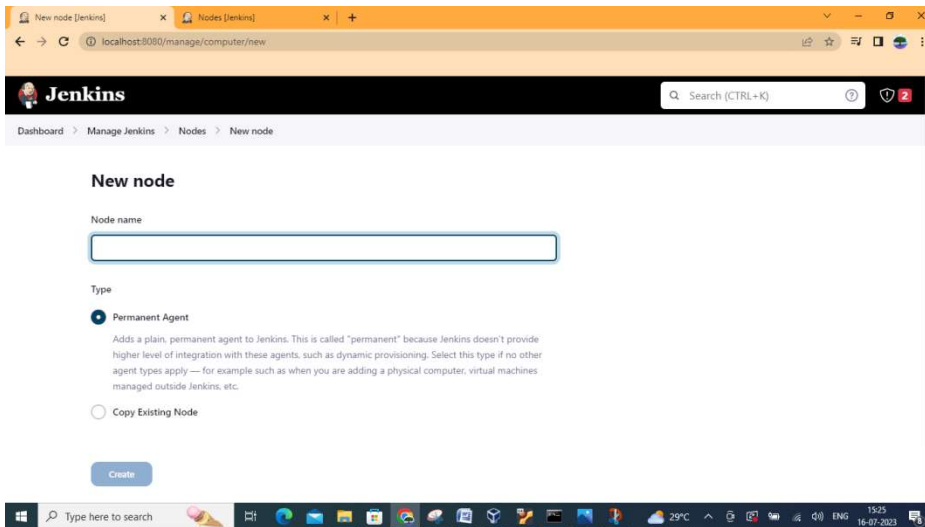 New node [Jenkins]
Nodes [Jenkins]
localhost:8080/manage/computer/new
Jenkins
Search (CTRL+K)
2
Dashboard > Manage Jenkins > Nodes > New node
New node
Node name
Type
Permanent Agent
Adds a plain, permanent agent to Jenkins. This is called "permanent" because Jenkins doesn't provide
higher level of integration with these agents, such as dynamic provisioning. Select this type if no other
agent types apply — for example such as when you are adding a physical computer, virtual machines
managed outside Jenkins, etc.
Copy Existing Node
Create
Type here to search
29°C
ENG
15:25
16-07-2023